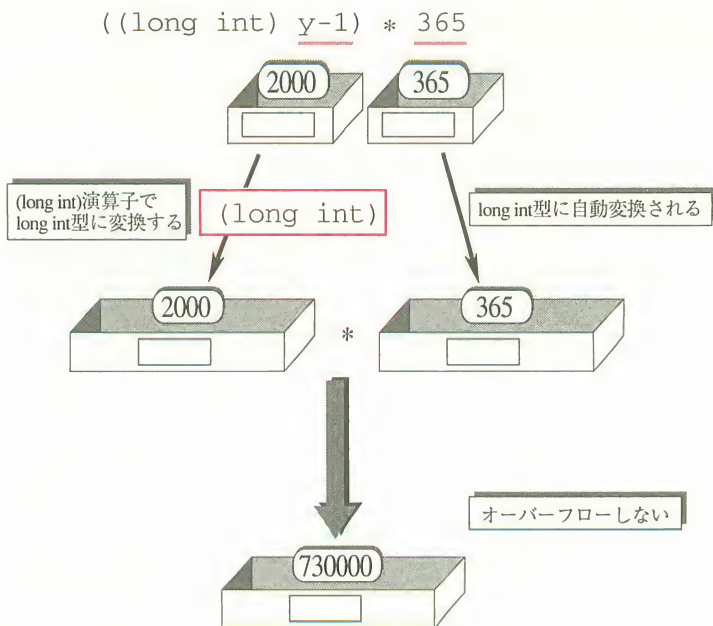 ((long int) y-1) * 365
2000
365
(long int)演算子で
long int型に変換する
(long int)
long int型に自動変換される
2000
*
365
オーバーフローしない
730000